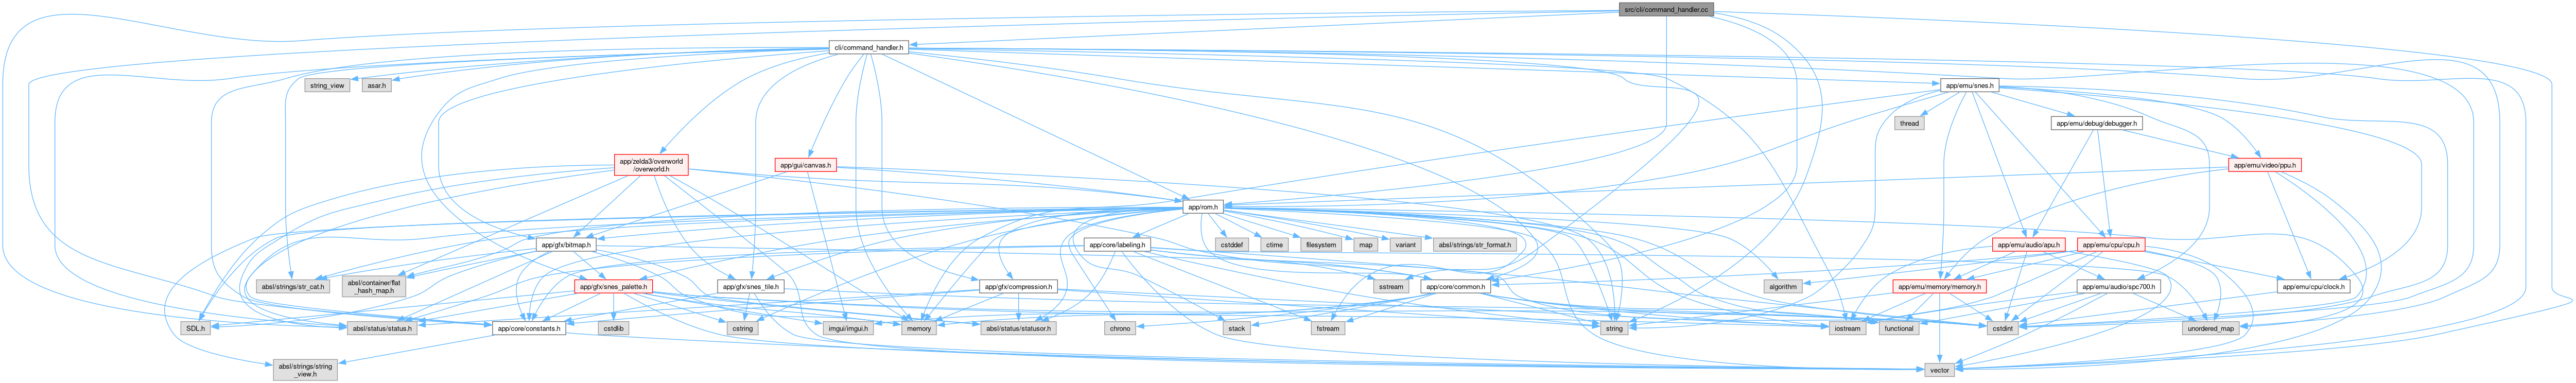 src/cli/command_handler.cc
cli/command_handler.h
string_view
asar.h
app/emu/snes.h
thread
app/emu/debug/debugger.h
app/zelda3/overworld
/overworld.h
app/gui/canvas.h
app/emu/video/ppu.h
app/rom.h
app/gfx/bitmap.h
app/core/labeling.h
cstddef
ctime
filesystem
map
variant
absl/strings/str_format.h
app/emu/audio/apu.h
app/emu/cpu/cpu.h
absl/strings/str_cat.h
absl/container/flat
_hash_map.h
app/gfx/snes_palette.h
app/gfx/snes_tile.h
app/gfx/compression.h
sstream
app/core/common.h
algorithm
app/emu/memory/memory.h
app/emu/audio/spc700.h
app/emu/cpu/clock.h
SDL.h
absl/status/status.h
app/core/constants.h
cstdlib
cstring
imgui/imgui.h
memory
absl/status/statusor.h
chrono
stack
fstream
string
iostream
functional
cstdint
unordered_map
absl/strings/string
_view.h
vector